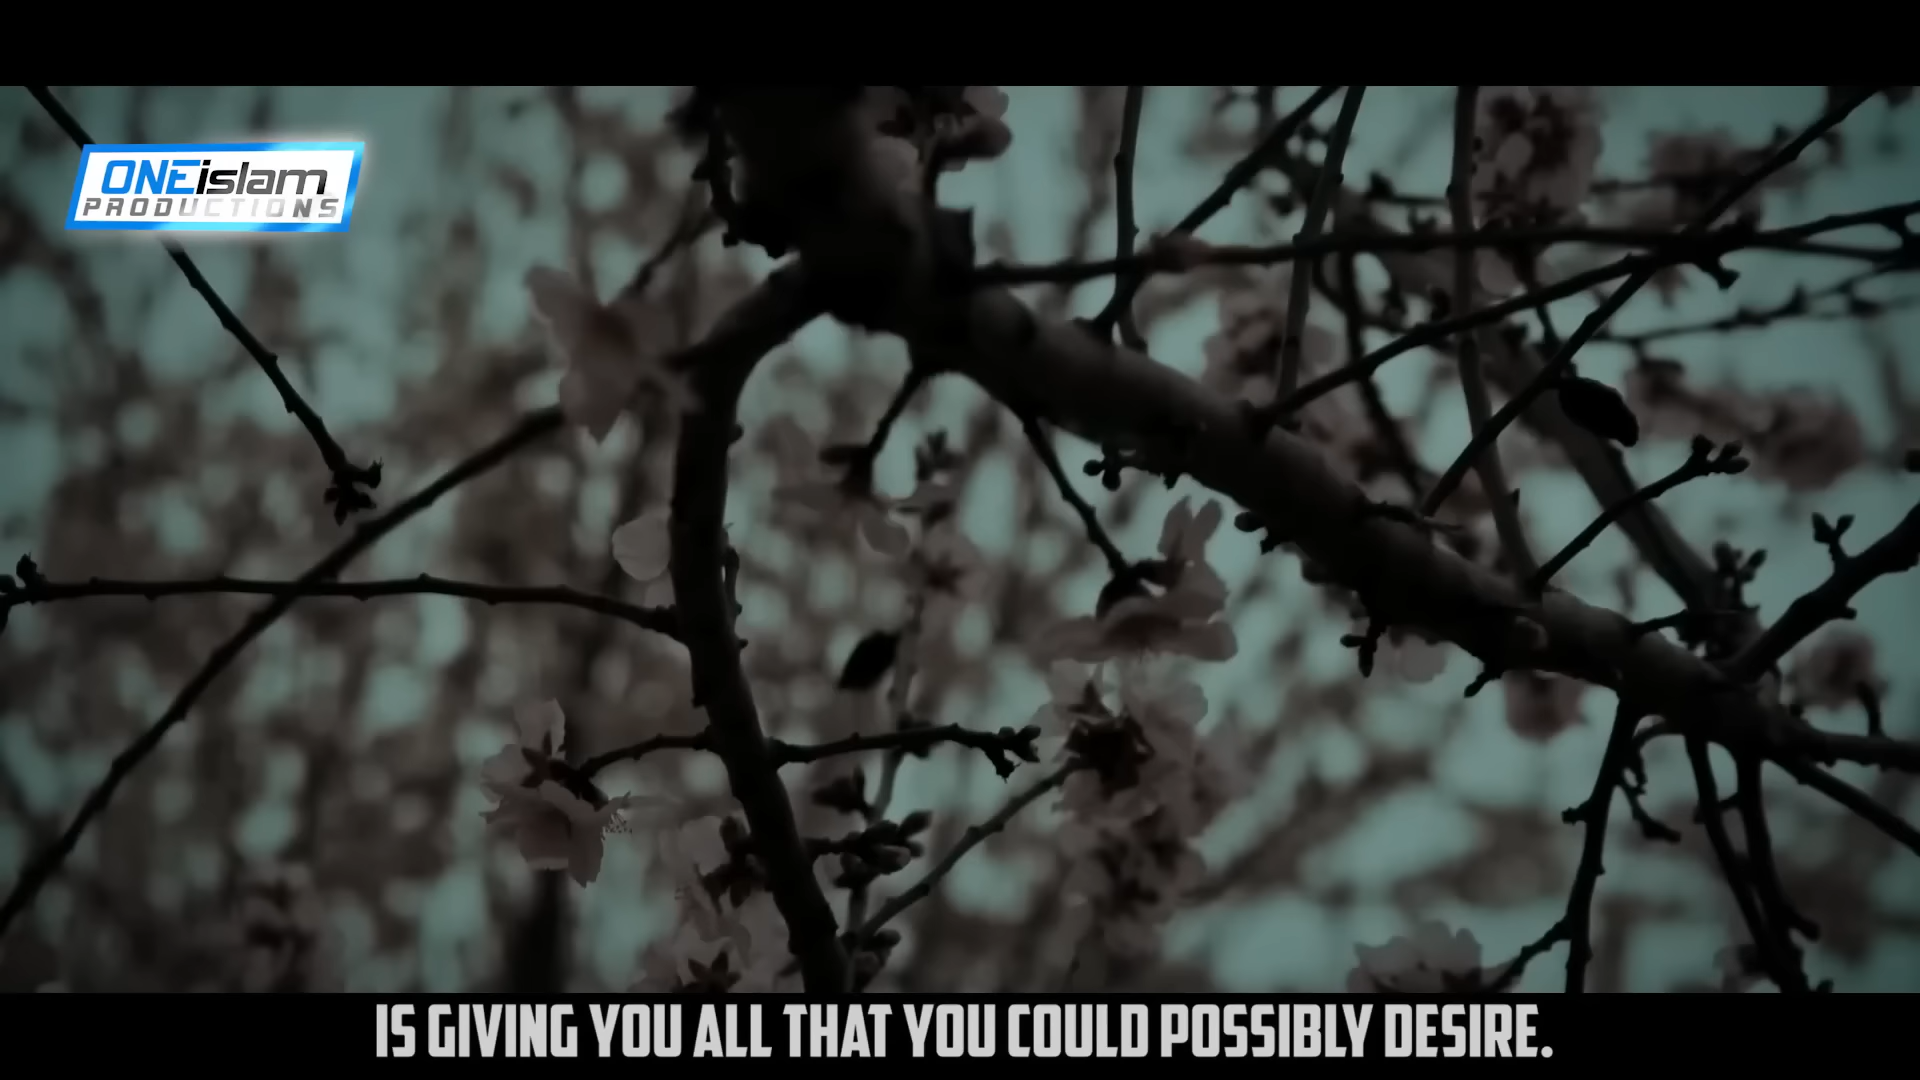 ONEislam
PRODUCTIONS
IS GIVING YOU ALL THAT YOU COULD POSSIBLY DESIRE.